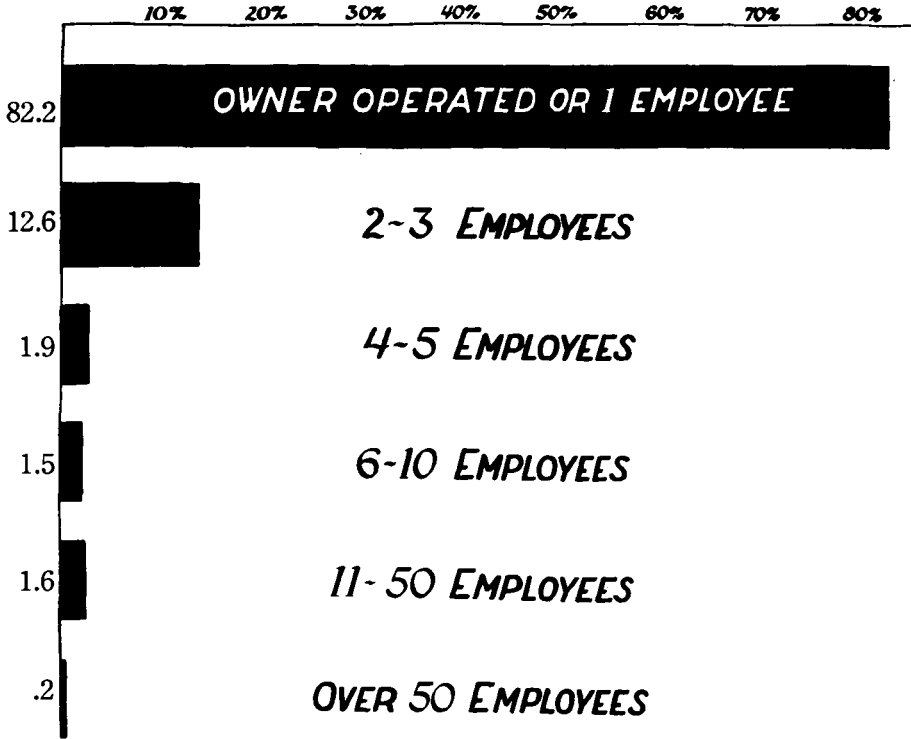 10% 20% 30% 40% 50% 60% 70% 80%
82.2 OWNER OPERATED OR 1 EMPLOYEE
12.6 2-3 EMPLOYEES
1.9 4-5 EMPLOYEES
1.5 6-10 EMPLOYEES
1.6 11-50 EMPLOYEES
.2 OVER 50 EMPLOYEES